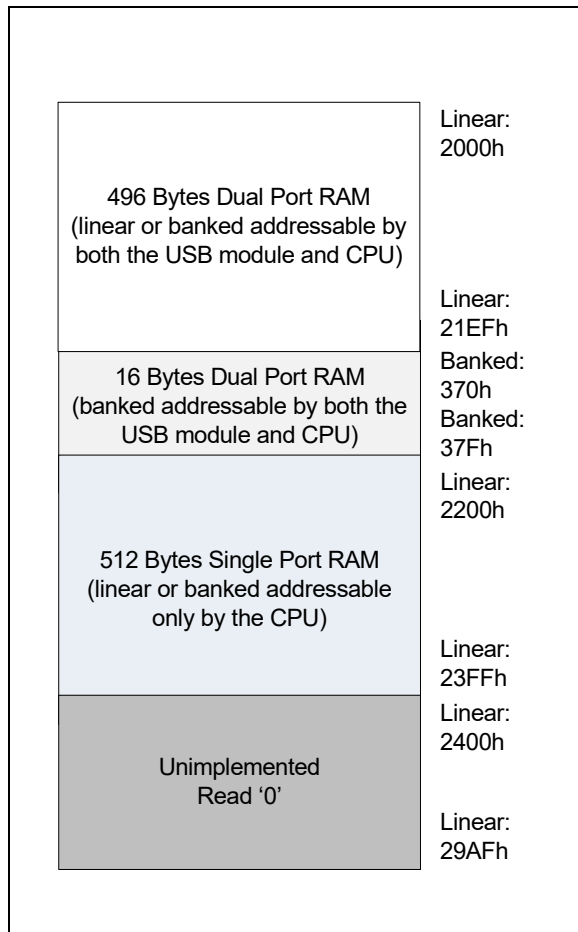 Linear:
2000h
496 Bytes Dual Port RAM
(linear or banked addressable by
both the USB module and CPU)
Linear:
21EFh
Banked:
370h
16 Bytes Dual Port RAM
(banked addressable by both the
USB module and CPU)
Banked:
37Fh
Linear:
2200h
512 Bytes Single Port RAM
(linear or banked addressable
only by the CPU)
Linear:
23FFh
Linear:
2400h
Unimplemented
Read ‘0’
Linear:
29AFh